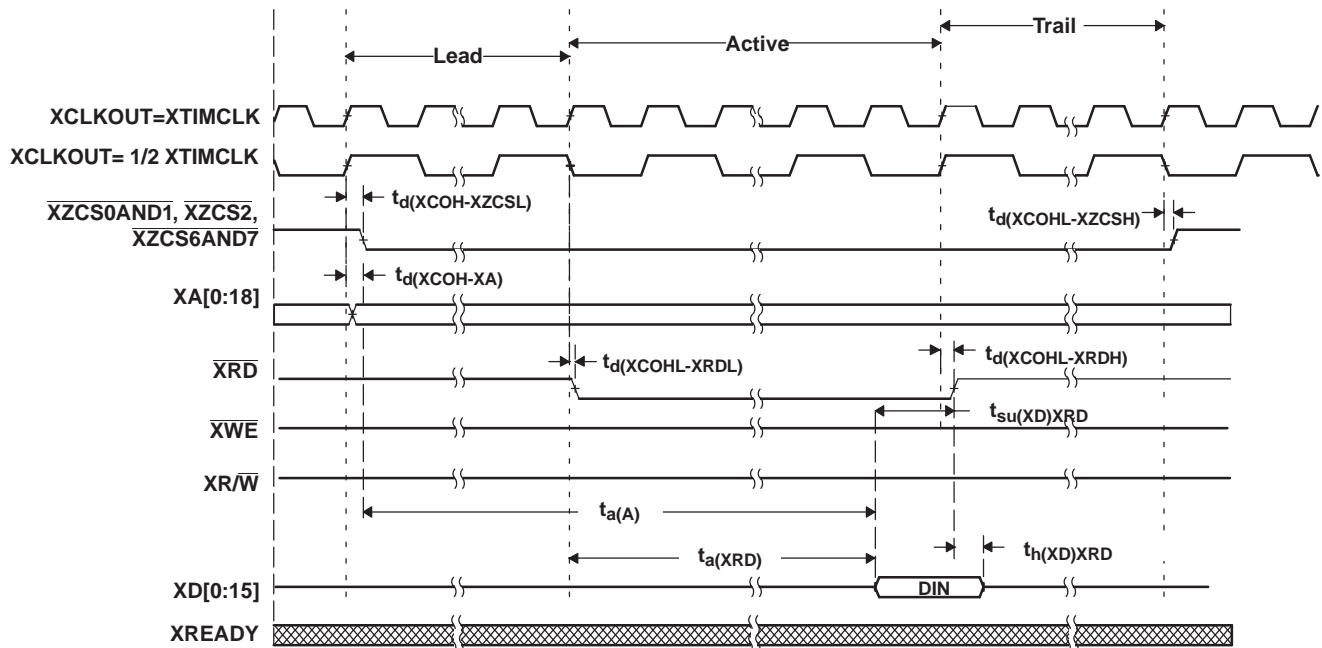 Trail
Active
Lead
XCLKOUT=XTIMCLK
XCLKOUT= 1/2 XTIMCLK
td(XCOH-XZCSL)
XZCS0AND1, XZCS2,
td(XCOHL-XZCSH)
XZCS6AND7
td(XCOH-XA)
XA[0:18]
XRD
td(XCOHL-XRDL)
td(XCOHL-XRDH)
tsu(XD)XRD
XWE
XR/W
ta(A)
ta(XRD)
th(XD)XRD
XD[0:15]
DIN
XREADY